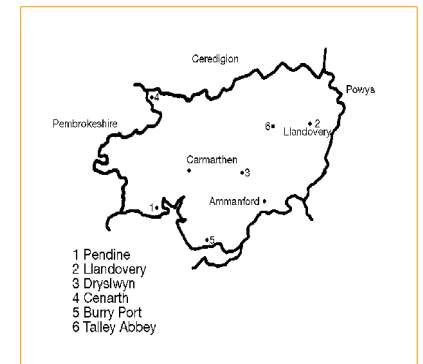 Ceredigion
Powys
4
Pembrokeshire
6 2
Llandovery
Carmarthen
3
Ammanford
1
5
1 Pendine
2 Llandovery
3 Dryslwyn
4 Cenarth
5 Burry Port
6 Talley Abbey